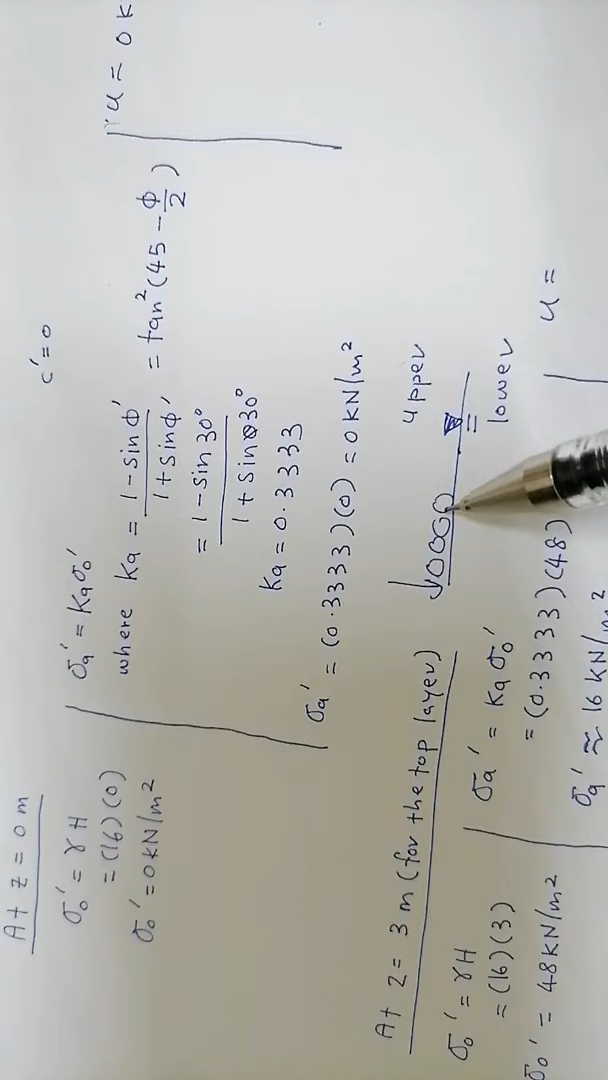 At z = 0 m
σo' = γH
= (16)(0)
σo' = 0 kN/m²
σa' = Kaσo'
c' = 0
where Ka = 1 - sinφ' / 1 + sinφ' = tan²(45 - φ/2)
= 1 - sin 30° / 1 + sin 30°
Ka = 0.3333
σa' = (0.3333)(0) = 0 kN/m²
u = 0 k
At z = 3 m (for the top layer)
upper
lower
σo' = γH
= (16)(3)
σo' = 48 kN/m²
σa' = Kaσo'
= (0.3333)(48)
σa' ≈ 16 kN/m²
u =